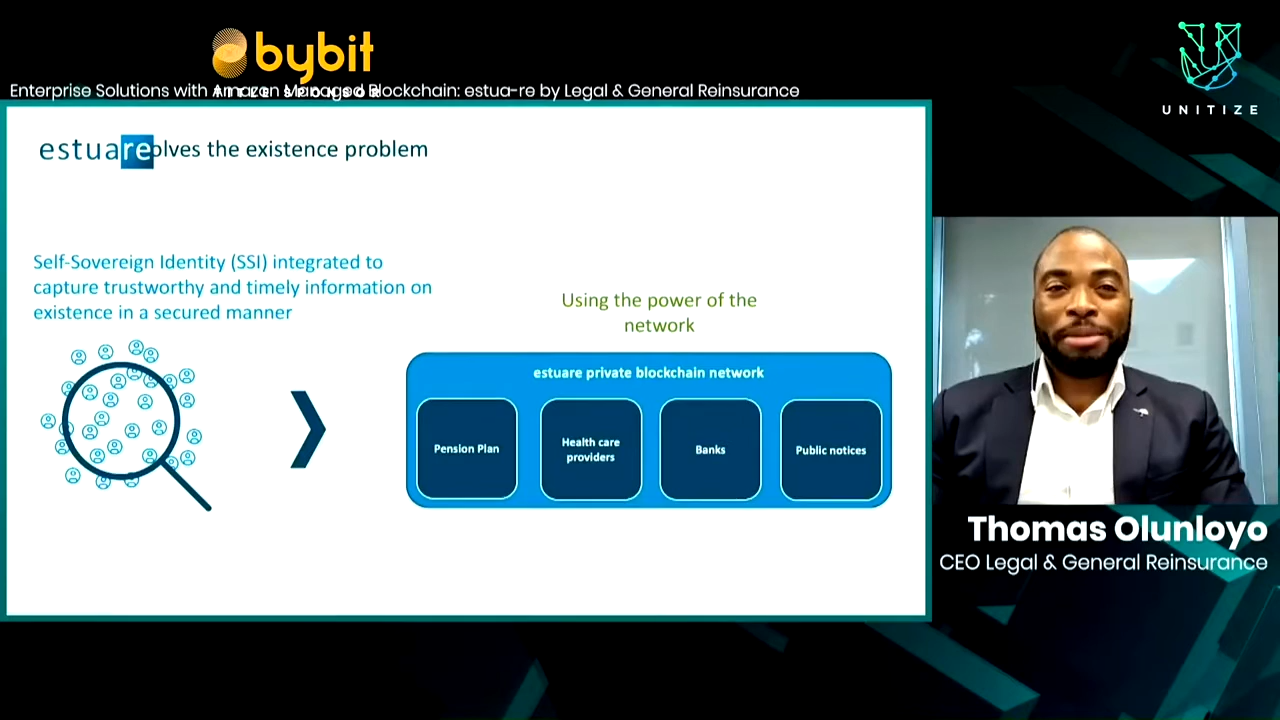 bybit
TITLE SPONSOR
Enterprise Solutions with Amazon Managed Blockchain: estua-re by Legal & General Reinsurance
UNITIZE
estuare olves the existence problem
Self-Sovereign Identity (SSI) integrated to
capture trustworthy and timely information on
existence in a secured manner
Using the power of the
network
estuare private blockchain network
Pension Plan
Health care
providers
Banks
Public notices
Thomas Olunloyo
CEO Legal & General Reinsurance